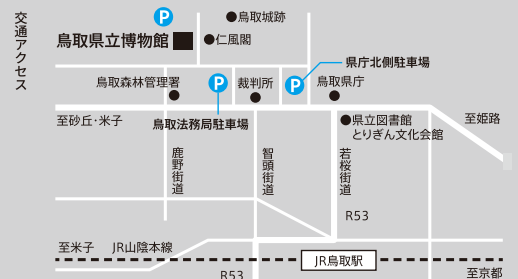 交通アクセス
P
鳥取城跡
鳥取県立博物館
仁風閣
県庁北側駐車場
鳥取森林管理署
P
裁判所
P
鳥取県庁
至砂丘・米子
鳥取法務局駐車場
県立図書館
とりぎん文化会館
至姫路
鹿野街道
智頭街道
若桜街道
R53
至米子
JR山陰本線
JR鳥取駅
R53
至京都